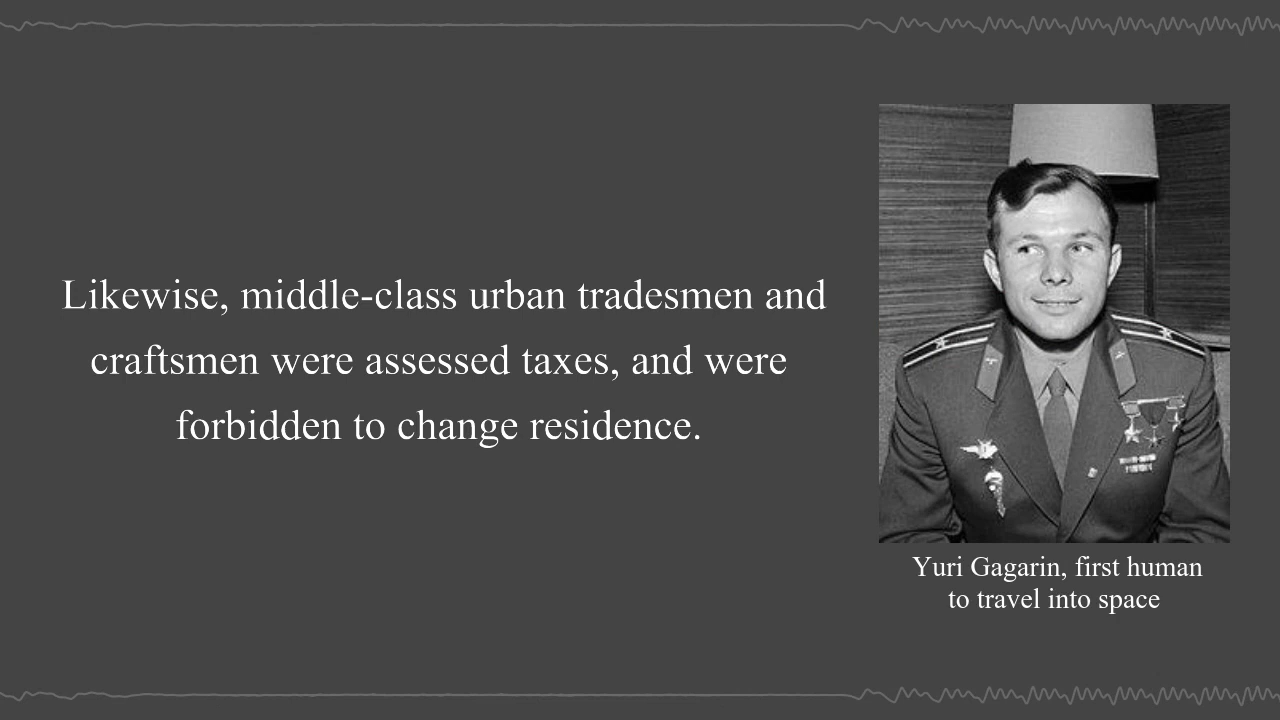 Likewise, middle-class urban tradesmen and
craftsmen were assessed taxes, and were
forbidden to change residence.
Yuri Gagarin, first human
to travel into space